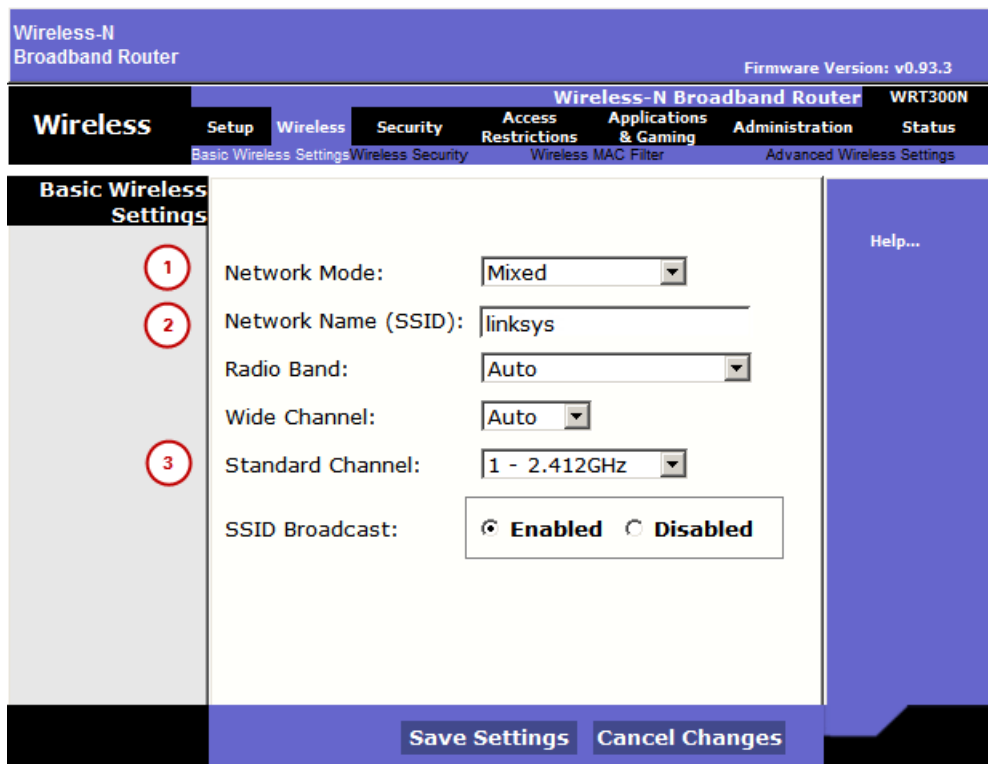 Wireless-N
Broadband Router
Firmware Version: v0.93.3
Wireless-N Broadband Router WRT300N
Wireless
Setup Wireless Security Access Restrictions Applications & Gaming Administration Status
Basic Wireless Settings Wireless Security Wireless MAC Filter Advanced Wireless Settings
Basic Wireless
Settings
Help...
1 Network Mode: Mixed
2 Network Name (SSID): linksys
Radio Band: Auto
Wide Channel: Auto
3 Standard Channel: 1 - 2.412GHz
SSID Broadcast: Enabled Disabled
Save Settings Cancel Changes